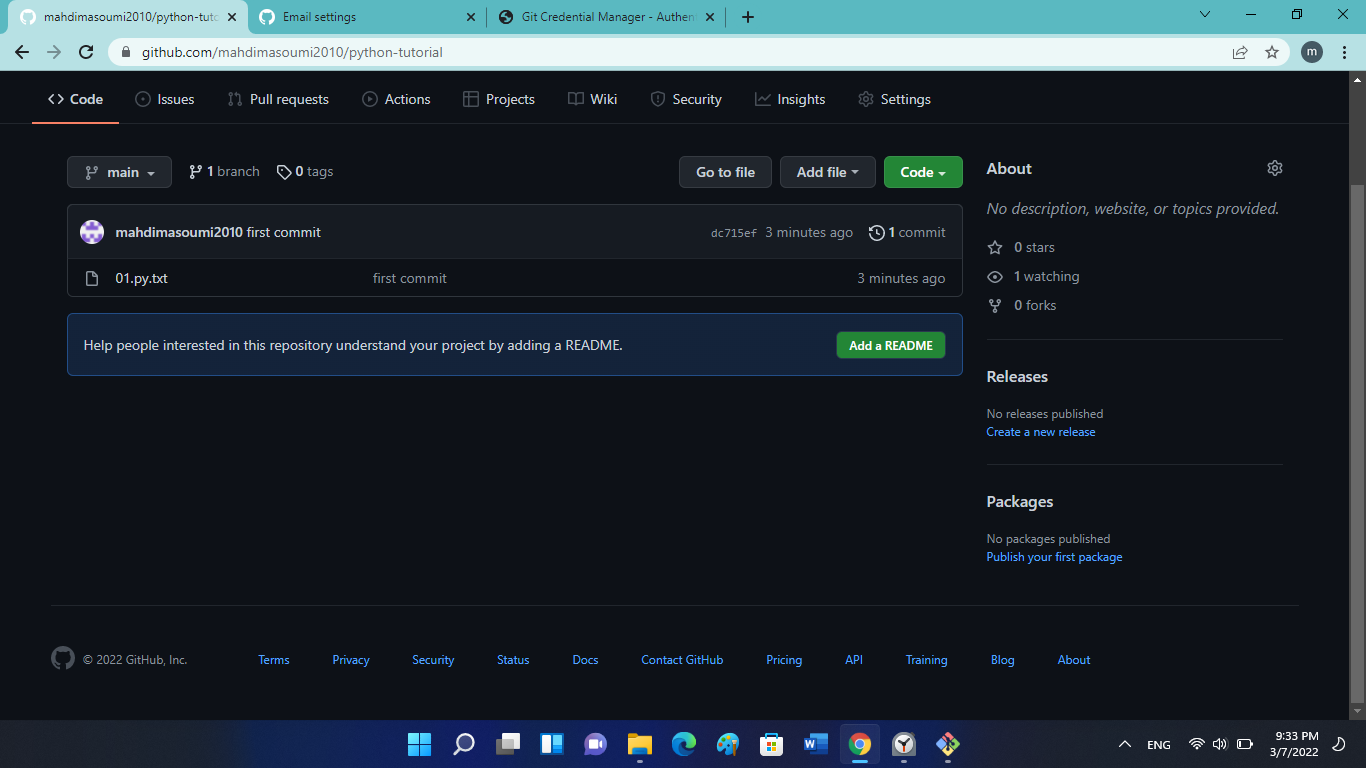 mahdimasoumi2010/python-tuto
Email settings
Git Credential Manager - Authent
github.com/mahdimasoumi2010/python-tutorial
m
Code Issues Pull requests Actions Projects Wiki Security Insights Settings
main 1 branch 0 tags Go to file Add file Code
mahdimasoumi2010 first commit dc715ef 3 minutes ago 1 commit
01.py.txt first commit 3 minutes ago
Help people interested in this repository understand your project by adding a README. Add a README
About
No description, website, or topics provided.
0 stars
1 watching
0 forks
Releases
No releases published
Create a new release
Packages
No packages published
Publish your first package
© 2022 GitHub, Inc. Terms Privacy Security Status Docs Contact GitHub Pricing API Training Blog About
ENG
9:33 PM
3/7/2022